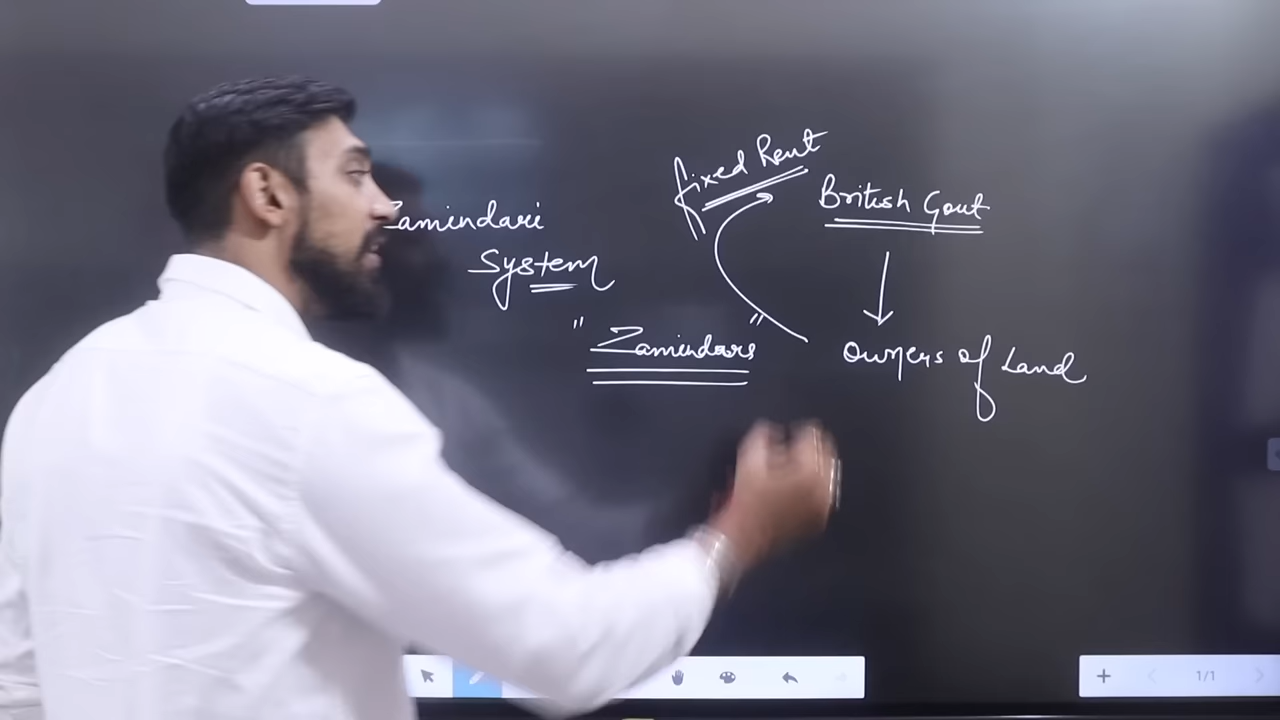 Zamindari
System
fixed Rent
British Govt
"Zamindars"
Owners of Land
1/1